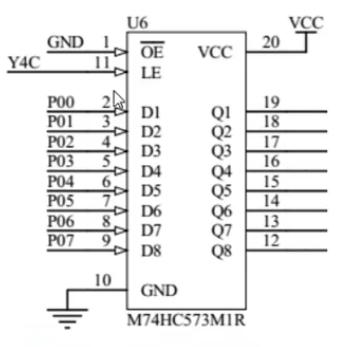 U6
VCC
GND 1 OE VCC 20
Y4C 11 LE
P00 2 D1 Q1 19
P01 3 D2 Q2 18
P02 4 D3 Q3 17
P03 5 D4 Q4 16
P04 6 D5 Q5 15
P05 7 D6 Q6 14
P06 8 D7 Q7 13
P07 9 D8 Q8 12
10 GND
M74HC573M1R